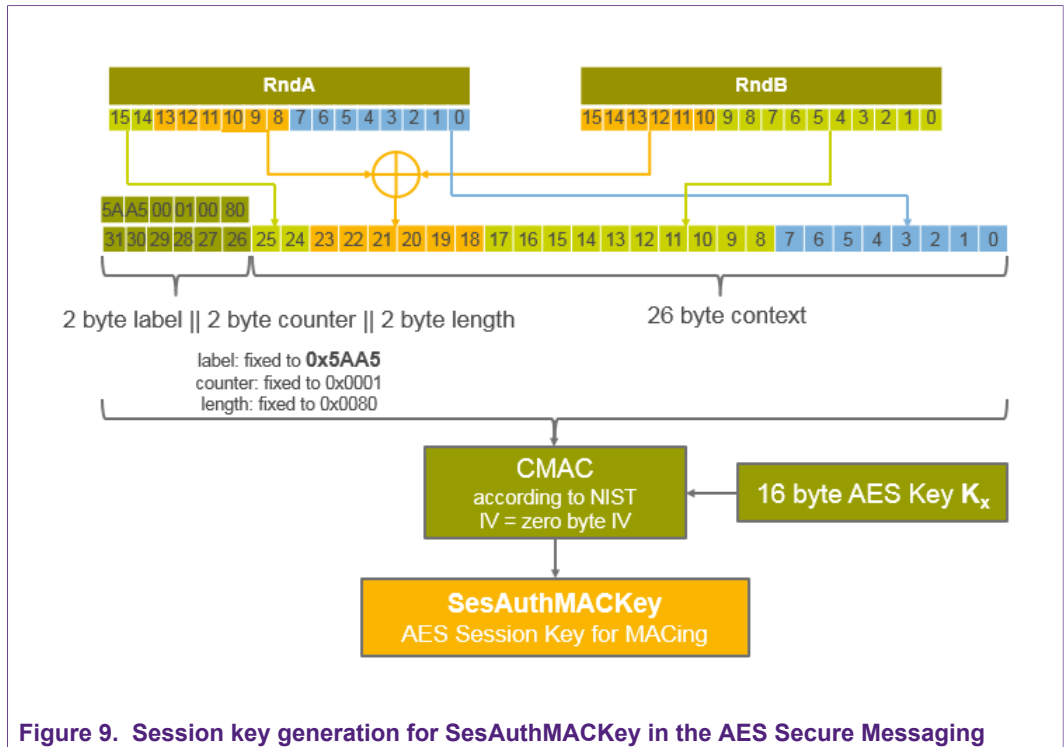 RndA RndB
15 14 13 12 11 10 9 8 7 6 5 4 3 2 1 0 15 14 13 12 11 10 9 8 7 6 5 4 3 2 1 0
5A A5 00 01 00 80
31 30 29 28 27 26 25 24 23 22 21 20 19 18 17 16 15 14 13 12 11 10 9 8 7 6 5 4 3 2 1 0
2 byte label || 2 byte counter || 2 byte length 26 byte context
label: fixed to 0x5AA5
counter: fixed to 0x0001
length: fixed to 0x0080
CMAC
according to NIST
IV = zero byte IV
16 byte AES Key Kx
SesAuthMACKey
AES Session Key for MACing
Figure 9. Session key generation for SesAuthMACKey in the AES Secure Messaging